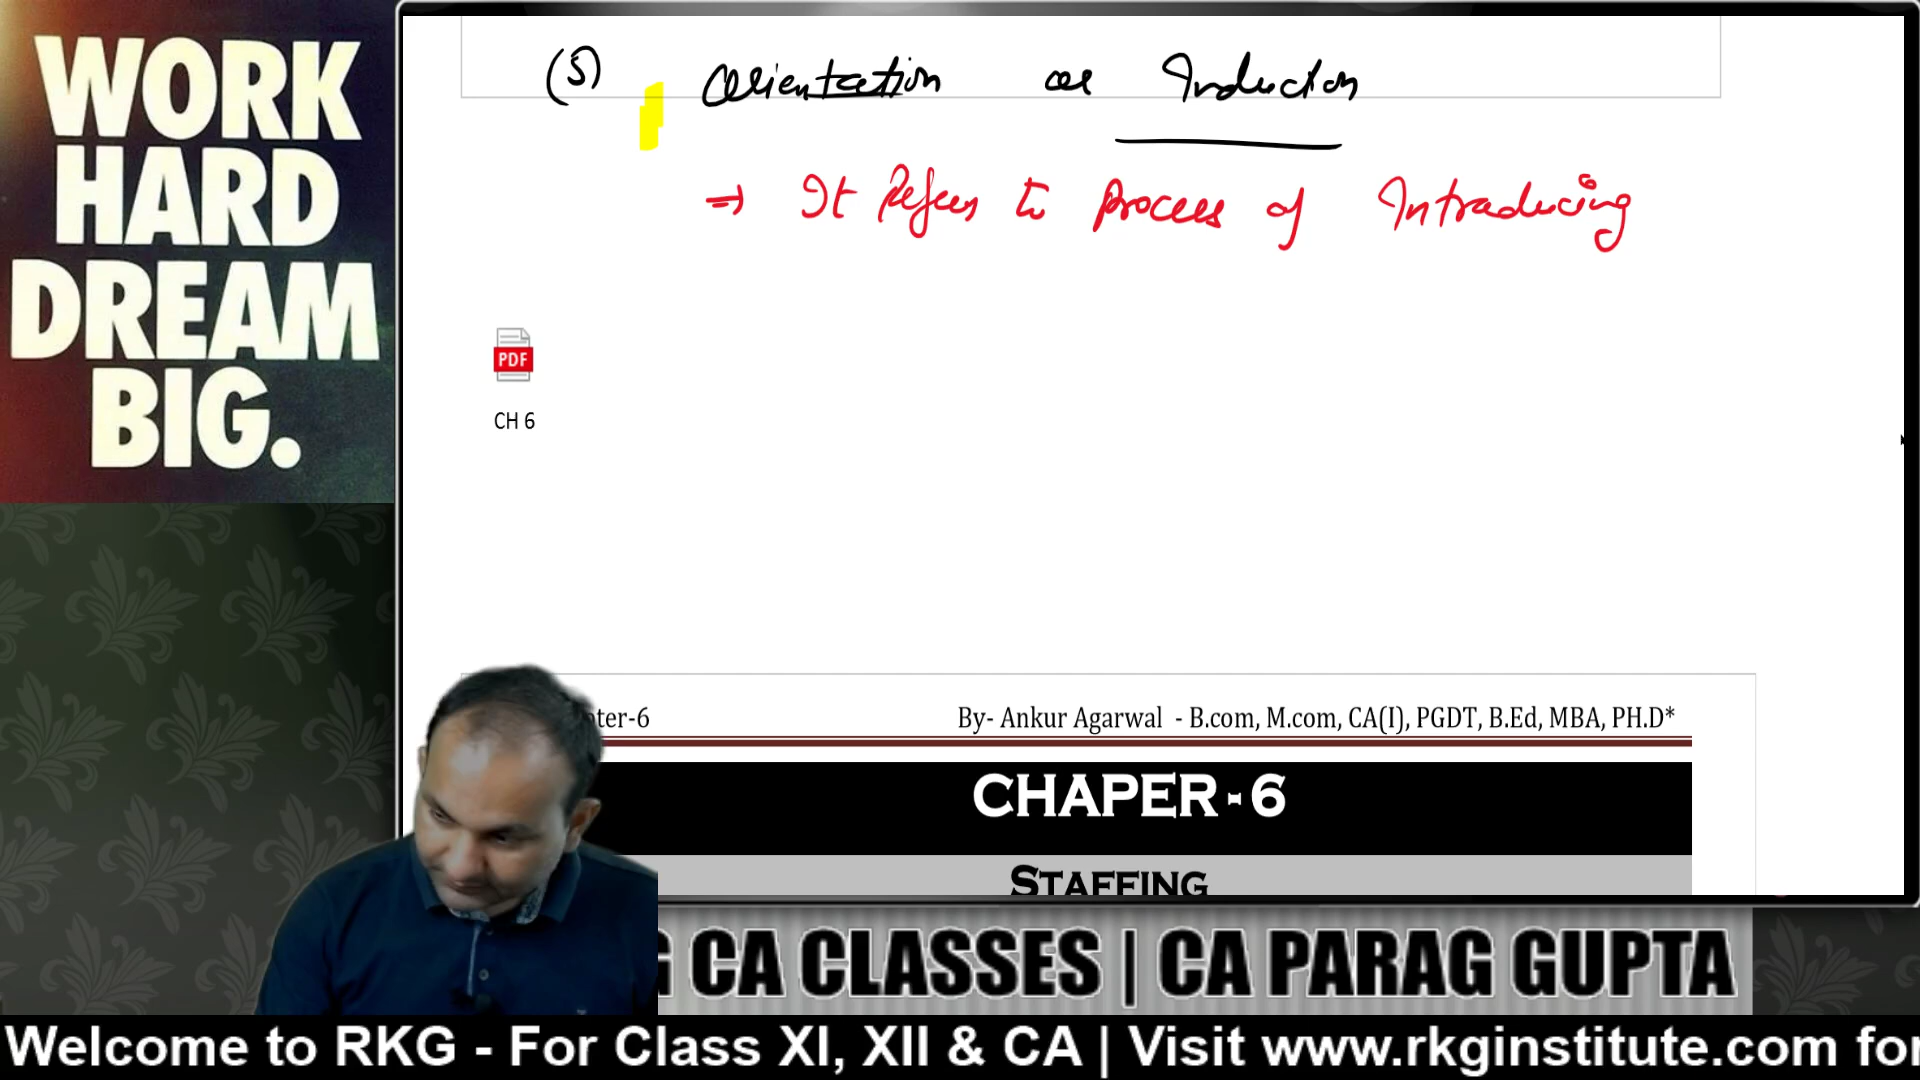 WORK
HARD
DREAM
BIG.
(5) Orientation or Induction
⇒ It Refers to Process of Introducing
PDF
CH 6
ter-6 By- Ankur Agarwal - B.com, M.com, CA(I), PGDT, B.Ed, MBA, PH.D*
CHAPER - 6
STAFFING
G CA CLASSES | CA PARAG GUPTA
Welcome to RKG - For Class XI, XII & CA | Visit www.rkginstitute.com for